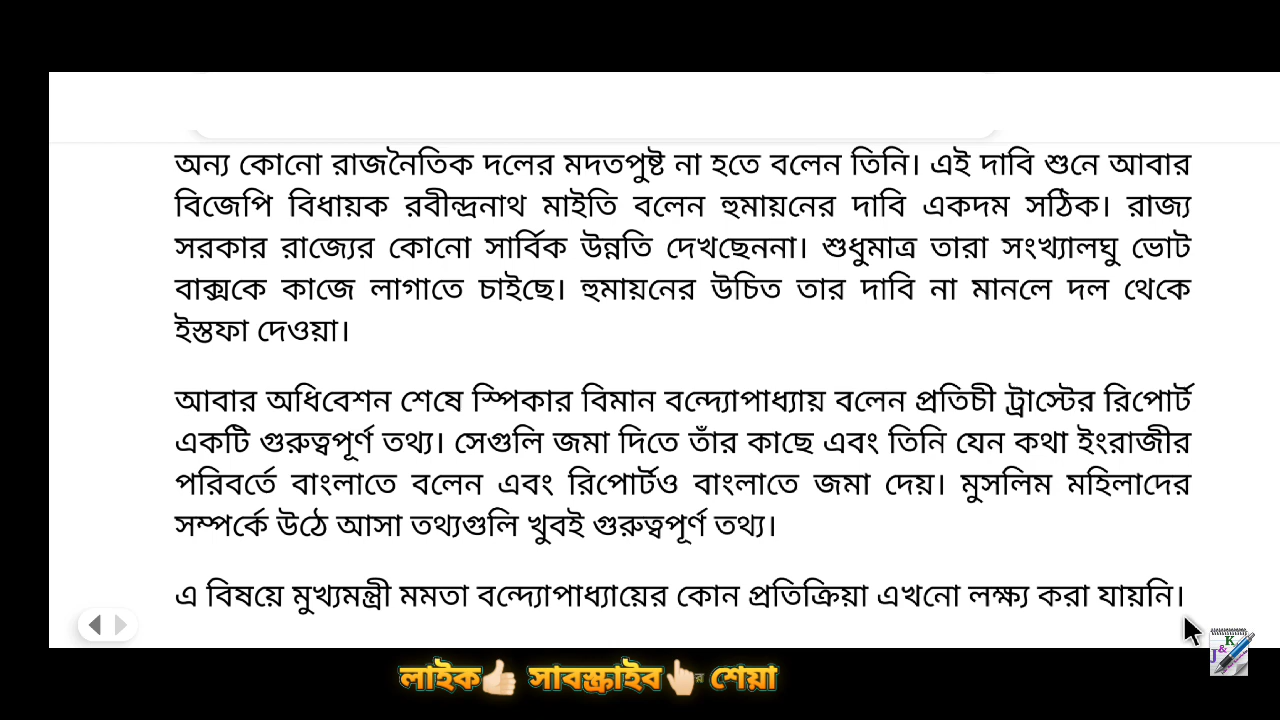 অন্য কোনো রাজনৈতিক দলের মদতপুষ্ট না হতে বলেন তিনি। এই দাবি শুনে আবার
বিজেপি বিধায়ক রবীন্দ্রনাথ মাইতি বলেন হুমায়নের দাবি একদম সঠিক। রাজ্য
সরকার রাজ্যের কোনো সার্বিক উন্নতি দেখছেননা। শুধুমাত্র তারা সংখ্যালঘু ভোট
বাক্সকে কাজে লাগাতে চাইছে। হুমায়নের উচিত তার দাবি না মানলে দল থেকে
ইস্তফা দেওয়া।
আবার অধিবেশন শেষে স্পিকার বিমান বন্দ্যোপাধ্যায় বলেন প্রতিচী ট্রাস্টের রিপোর্ট
একটি গুরুত্বপূর্ণ তথ্য। সেগুলি জমা দিতে তাঁর কাছে এবং তিনি যেন কথা ইংরাজীর
পরিবর্তে বাংলাতে বলেন এবং রিপোর্টও বাংলাতে জমা দেয়। মুসলিম মহিলাদের
সম্পর্কে উঠে আসা তথ্যগুলি খুবই গুরুত্বপূর্ণ তথ্য।
এ বিষয়ে মুখ্যমন্ত্রী মমতা বন্দ্যোপাধ্যায়ের কোন প্রতিক্রিয়া এখনো লক্ষ্য করা যায়নি।
J&K
লাইক👍🏻 সাবস্ক্রাইব👆🏻র শেয়া